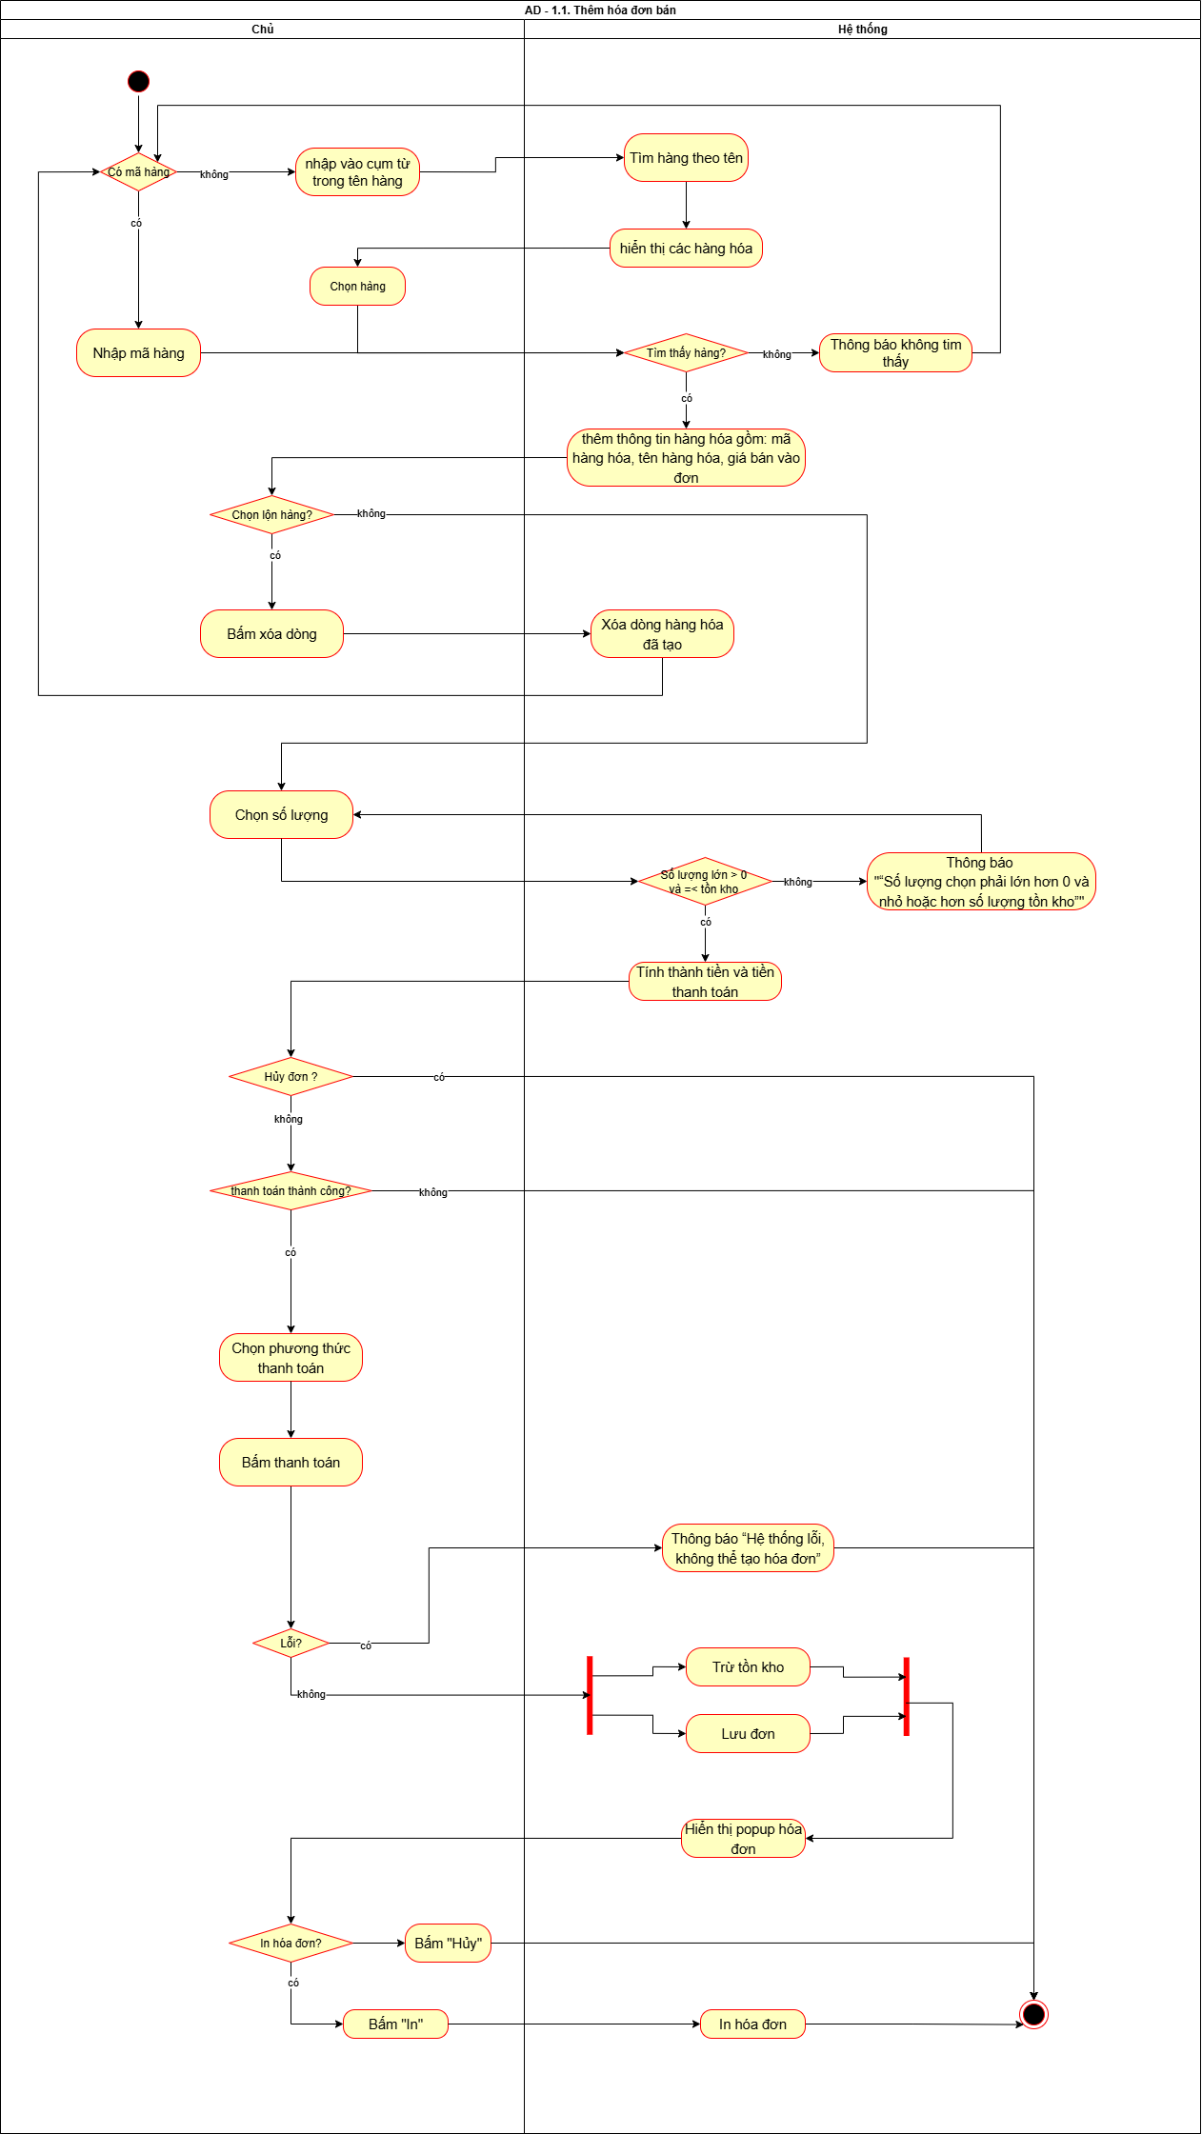 AD - 1.1. Thêm hóa đơn bán
Chủ
Hệ thống
Có mã hàng
không
nhập vào cụm từ
trong tên hàng
Tìm hàng theo tên
có
hiển thị các hàng hóa
Chọn hàng
Nhập mã hàng
Tìm thấy hàng?
không
Thông báo không tim
thấy
có
thêm thông tin hàng hóa gồm: mã
hàng hóa, tên hàng hóa, giá bán vào
đơn
Chọn lộn hàng?
không
có
Bấm xóa dòng
Xóa dòng hàng hóa
đã tạo
Chọn số lượng
Số lượng lớn > 0
và =< tồn kho
không
Thông báo
"“Số lượng chọn phải lớn hơn 0 và
nhỏ hoặc hơn số lượng tồn kho”"
có
Tính thành tiền và tiền
thanh toán
Hủy đơn ?
có
không
thanh toán thành công?
không
có
Chọn phương thức
thanh toán
Bấm thanh toán
Thông báo “Hệ thống lỗi,
không thể tạo hóa đơn”
Lỗi?
có
không
Trừ tồn kho
Lưu đơn
Hiển thị popup hóa
đơn
In hóa đơn?
Bấm "Hủy"
có
Bấm "In"
In hóa đơn